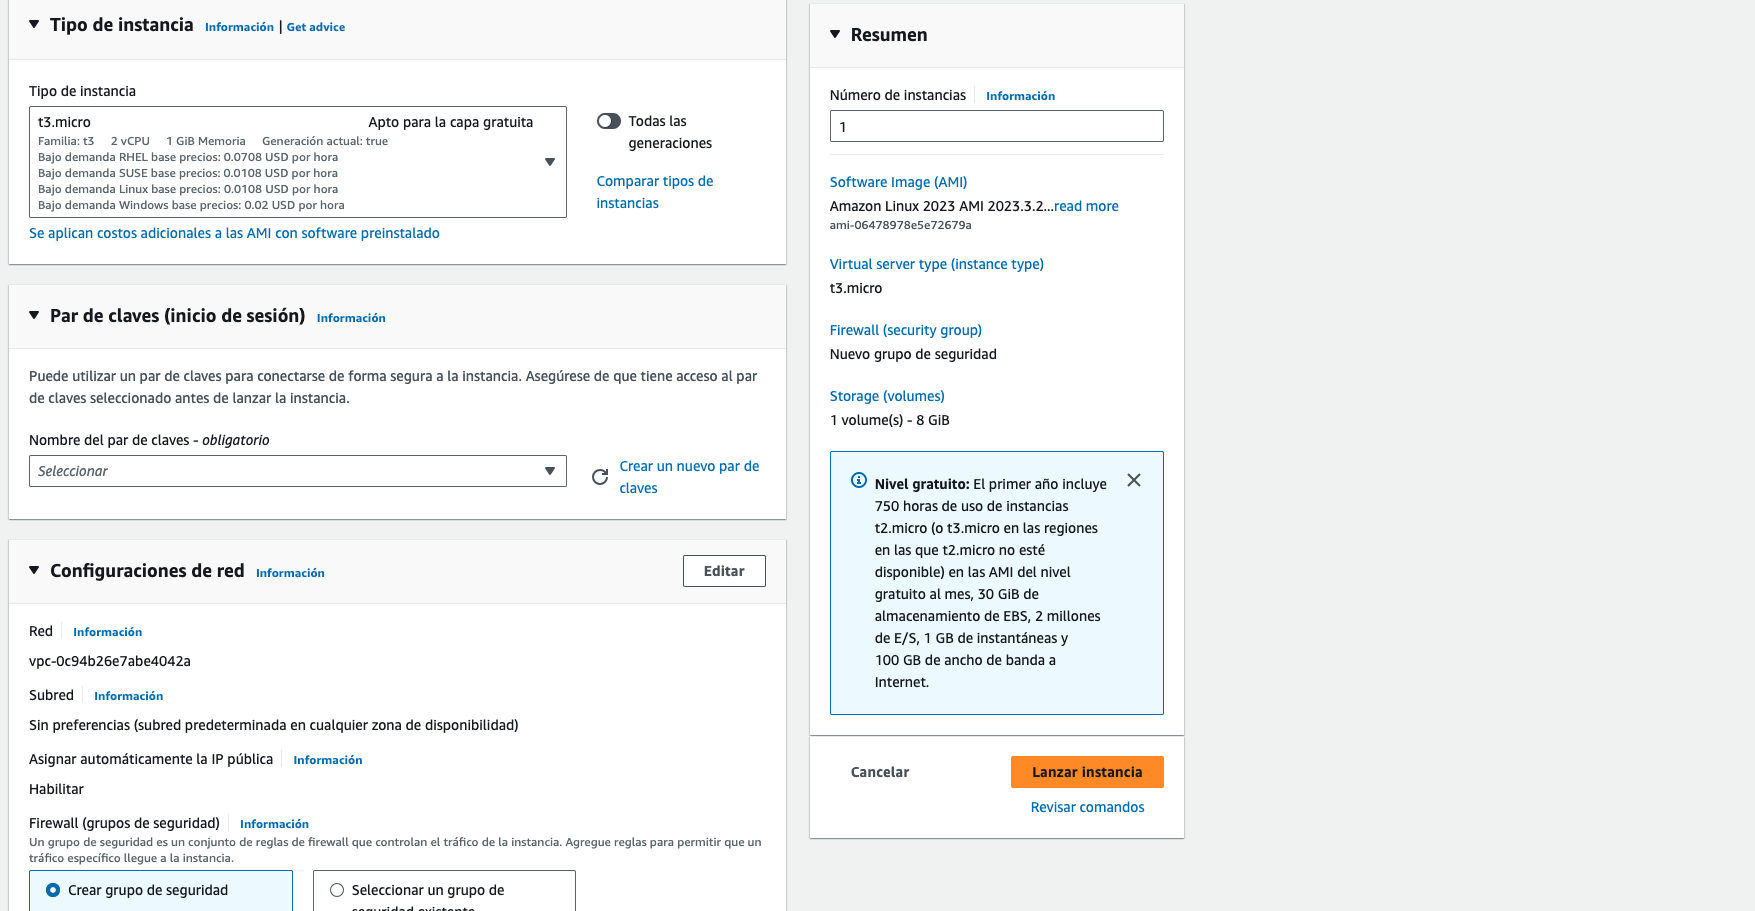 Tipo de instancia Información | Get advice
Tipo de instancia
t3.micro Apto para la capa gratuita
Familia: t3 2 vCPU 1 GiB Memoria Generación actual: true
Bajo demanda RHEL base precios: 0.0708 USD por hora
Bajo demanda SUSE base precios: 0.0108 USD por hora
Bajo demanda Linux base precios: 0.0108 USD por hora
Bajo demanda Windows base precios: 0.02 USD por hora
Todas las
generaciones
Comparar tipos de
instancias
Se aplican costos adicionales a las AMI con software preinstalado
Par de claves (inicio de sesión) Información
Puede utilizar un par de claves para conectarse de forma segura a la instancia. Asegúrese de que tiene acceso al par
de claves seleccionado antes de lanzar la instancia.
Nombre del par de claves - obligatorio
Seleccionar
Crear un nuevo par de
claves
Configuraciones de red Información
Editar
Red Información
vpc-0c94b26e7abe4042a
Subred Información
Sin preferencias (subred predeterminada en cualquier zona de disponibilidad)
Asignar automáticamente la IP pública Información
Habilitar
Firewall (grupos de seguridad) Información
Un grupo de seguridad es un conjunto de reglas de firewall que controlan el tráfico de la instancia. Agregue reglas para permitir que un
tráfico específico llegue a la instancia.
Crear grupo de seguridad
Seleccionar un grupo de
seguridad existente
Resumen
Número de instancias Información
1
Software Image (AMI)
Amazon Linux 2023 AMI 2023.3.2...read more
ami-06478978e5e72679a
Virtual server type (instance type)
t3.micro
Firewall (security group)
Nuevo grupo de seguridad
Storage (volumes)
1 volume(s) - 8 GiB
Nivel gratuito: El primer año incluye
750 horas de uso de instancias
t2.micro (o t3.micro en las regiones
en las que t2.micro no esté
disponible) en las AMI del nivel
gratuito al mes, 30 GiB de
almacenamiento de EBS, 2 millones
de E/S, 1 GB de instantáneas y
100 GB de ancho de banda a
Internet.
Cancelar
Lanzar instancia
Revisar comandos